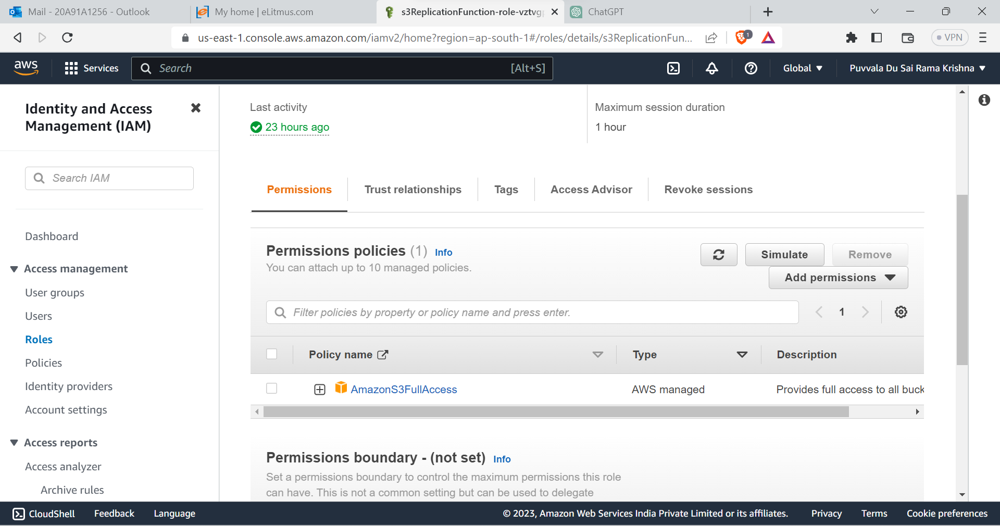 Mail - 20A91A1256 - Outlook
My home | eLitmus.com
s3ReplicationFunction-role-vztvg
ChatGPT
us-east-1.console.aws.amazon.com/iamv2/home?region=ap-south-1#/roles/details/s3ReplicationFun...
1
VPN
aws
Services
Search
[Alt+S]
Global
Puvvala Du Sai Rama Krishna
Identity and Access
Management (IAM)
Search IAM
Dashboard
Access management
User groups
Users
Roles
Policies
Identity providers
Account settings
Access reports
Access analyzer
Archive rules
Last activity
23 hours ago
Maximum session duration
1 hour
Permissions
Trust relationships
Tags
Access Advisor
Revoke sessions
Permissions policies (1) Info
You can attach up to 10 managed policies.
Simulate
Remove
Add permissions
Filter policies by property or policy name and press enter.
1
Policy name
Type
Description
AmazonS3FullAccess
AWS managed
Provides full access to all buck
Permissions boundary - (not set) Info
Set a permissions boundary to control the maximum permissions this role
can have. This is not a common setting but can be used to delegate
CloudShell
Feedback
Language
© 2023, Amazon Web Services India Private Limited or its affiliates.
Privacy
Terms
Cookie preferences